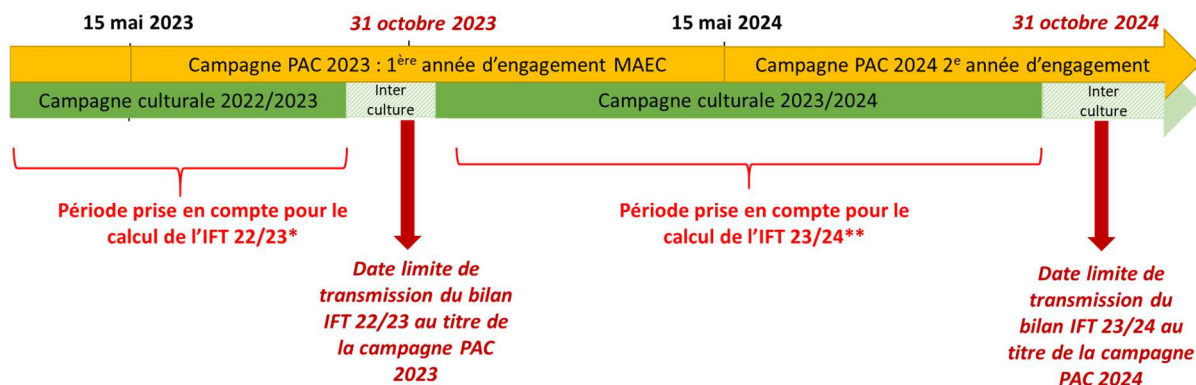 15 mai 2023
31 octobre 2023
15 mai 2024
31 octobre 2024
Campagne PAC 2023 : 1ère année d’engagement MAEC
Campagne PAC 2024 2e année d’engagement
Campagne culturale 2022/2023
Inter
culture
Campagne culturale 2023/2024
Inter
culture
Période prise en compte pour le
calcul de l’IFT 22/23*
Période prise en compte pour le
calcul de l’IFT 23/24**
Date limite de
transmission du bilan
IFT 22/23 au titre de
la campagne PAC
2023
Date limite de
transmission du
bilan IFT 23/24 au
titre de la campagne
PAC 2024